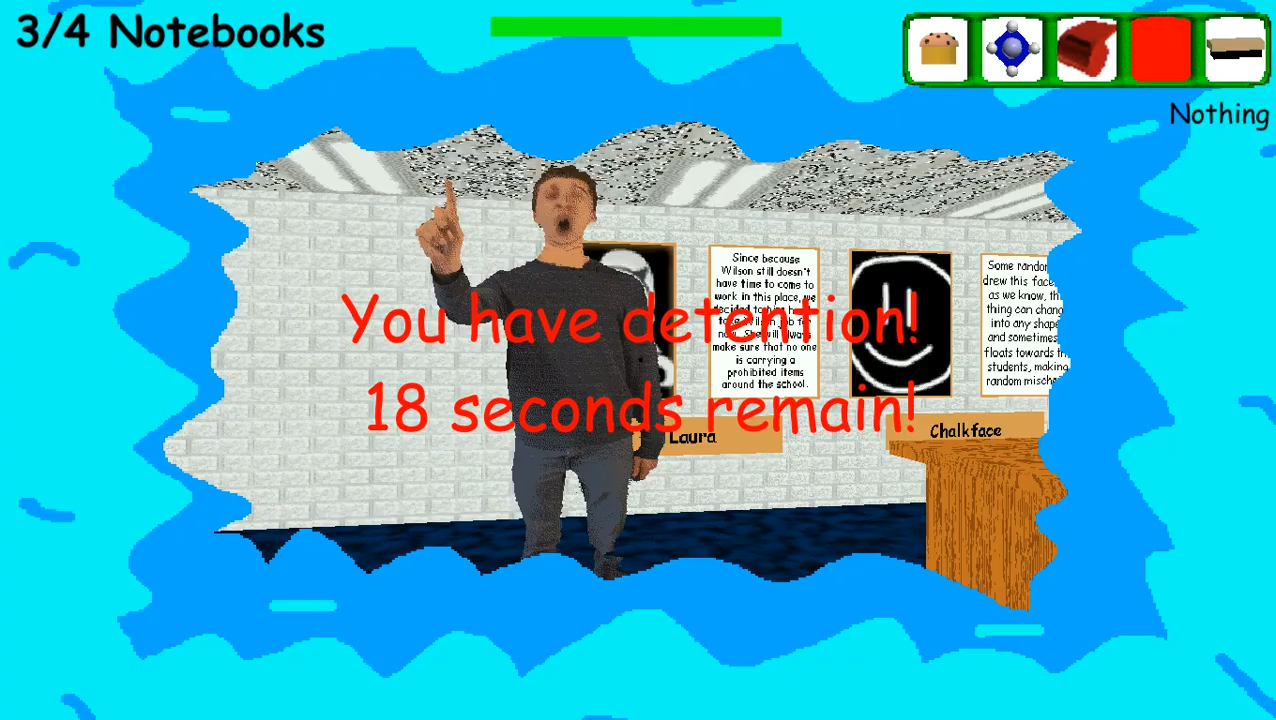 3/4 Notebooks
Nothing
Since because
Wilson still doesn't
have time to come to
work in this place, we
job for
make sure that no one
is carrying a
prohibited items
around the school.
Some random
drew this face
as we know, th
thing can chang
into any shape
and sometimes
floats towards th
students, making
random misch
You have detention!
18 seconds remain!
Laura
Chalkface